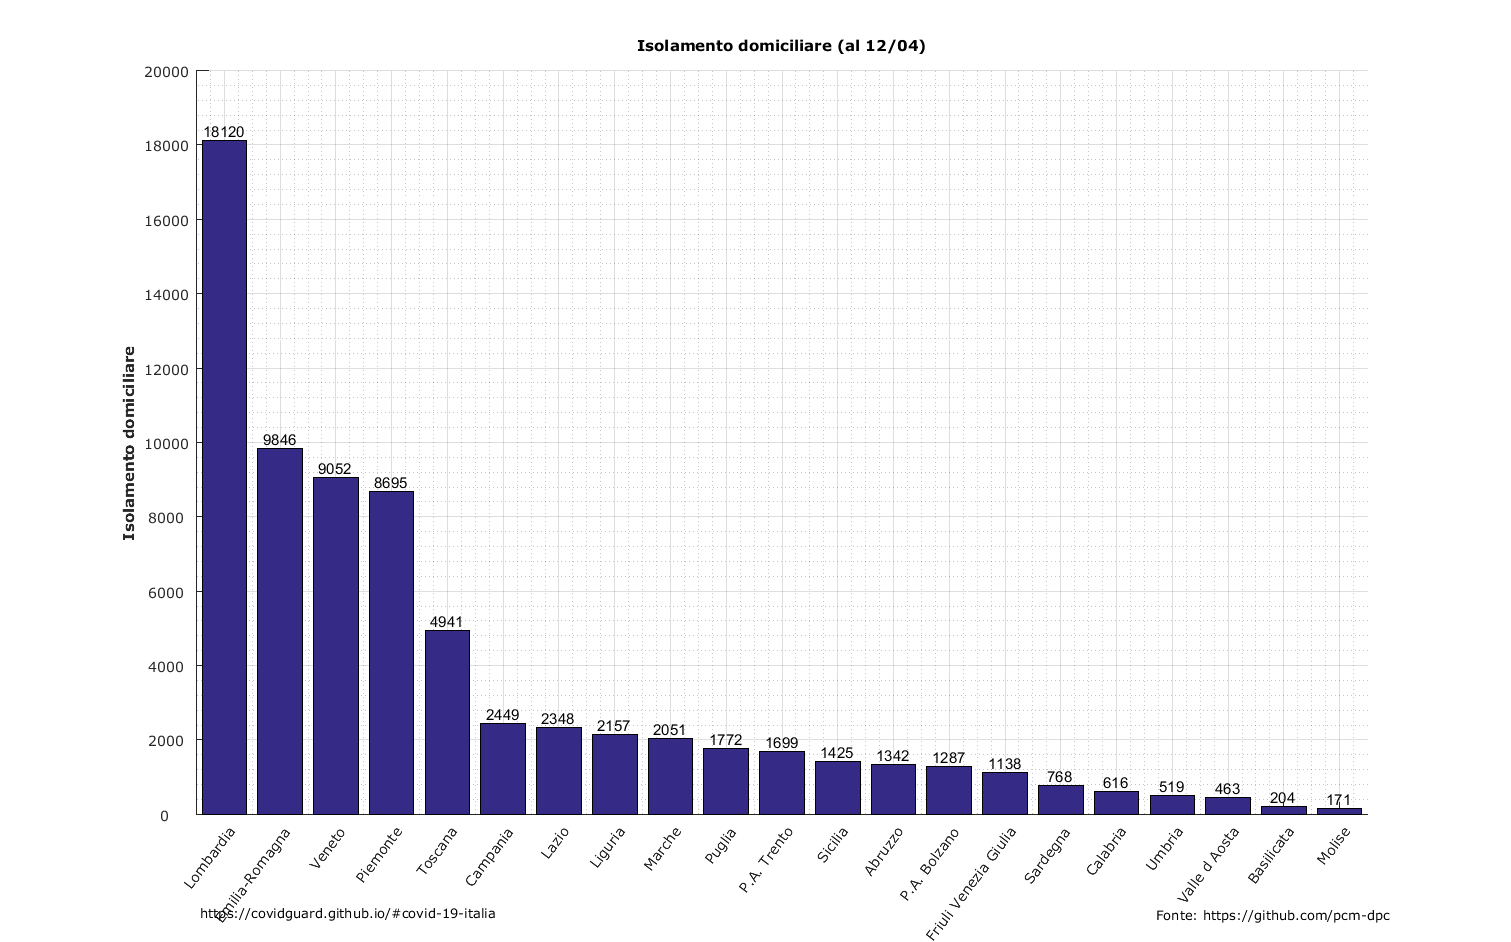 Isolamento domiciliare (al 12/04)
Isolamento domiciliare
20000
18000
16000
14000
12000
10000
8000
6000
4000
2000
0
18120
9846
9052
8695
4941
2449
2348
2157
2051
1772
1699
1425
1342
1287
1138
768
616
519
463
204
171
Lombardia
Emilia-Romagna
Veneto
Piemonte
Toscana
Campania
Lazio
Liguria
Marche
Puglia
P.A. Trento
Sicilia
Abruzzo
P.A. Bolzano
Friuli Venezia Giulia
Sardegna
Calabria
Umbria
Valle d Aosta
Basilicata
Molise
https://covidguard.github.io/#covid-19-italia
Fonte: https://github.com/pcm-dpc